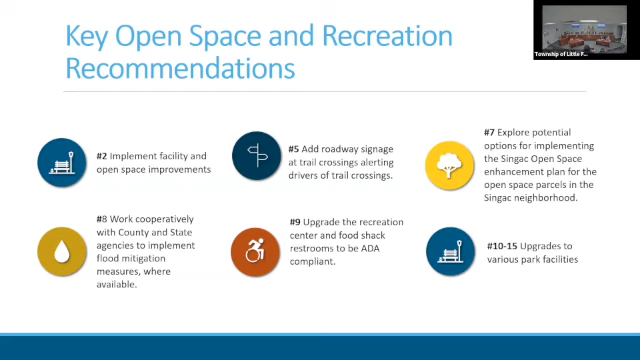 Key Open Space and Recreation
Recommendations
Township of Little F...
#2 Implement facility and
open space improvements
#5 Add roadway signage
at trail crossings alerting
drivers of trail crossings.
#7 Explore potential
options for implementing
the Singac Open Space
enhancement plan for the
open space parcels in the
Singac neighborhood.
#8 Work cooperatively
with County and State
agencies to implement
flood mitigation
measures, where
available.
#9 Upgrade the recreation
center and food shack
restrooms to be ADA
compliant.
#10-15 Upgrades to
various park facilities